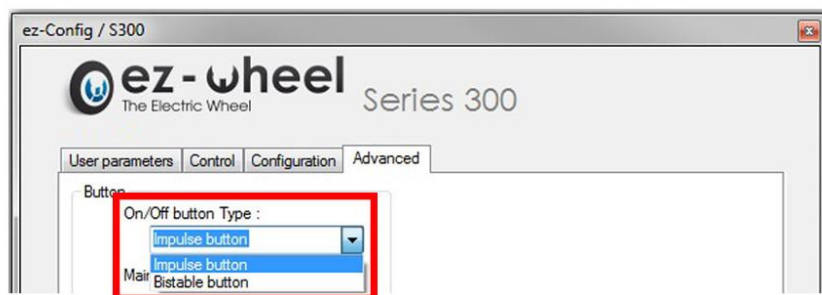 ez-Config / S300
ez-wheel
The Electric Wheel
Series 300
User parameters Control Configuration Advanced
Button
On/Off button Type :
Impulse button
Impulse button
Bistable button